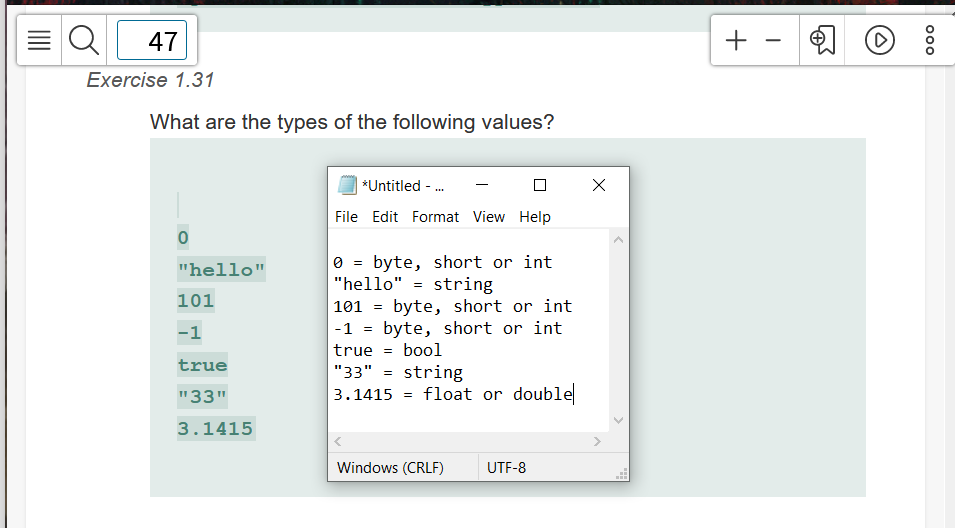 47
Exercise 1.31
What are the types of the following values?
0
"hello"
101
-1
true
"33"
3.1415
*Untitled - ...
File Edit Format View Help
0 = byte, short or int
"hello" = string
101 = byte, short or int
-1 = byte, short or int
true = bool
"33" = string
3.1415 = float or double
Windows (CRLF) UTF-8